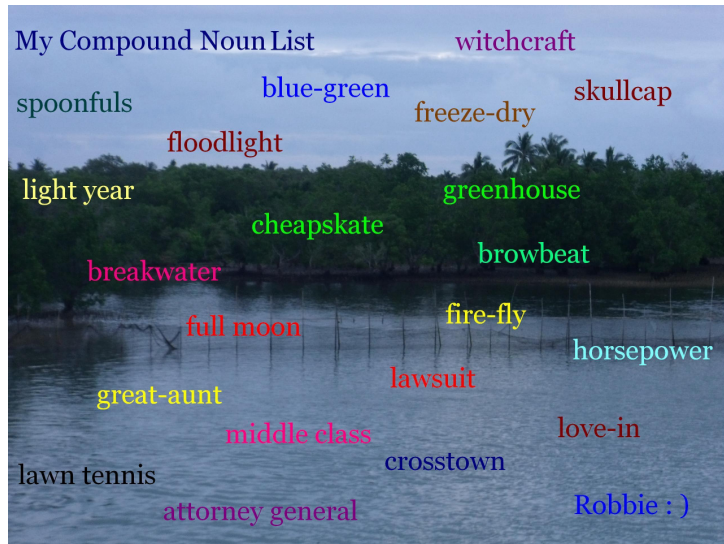 My Compound Noun List
witchcraft
blue-green
skullcap
spoonfuls
freeze-dry
floodlight
light year
greenhouse
cheapskate
browbeat
breakwater
fire-fly
full moon
horsepower
lawsuit
great-aunt
love-in
middle class
crosstown
lawn tennis
attorney general
Robbie : )